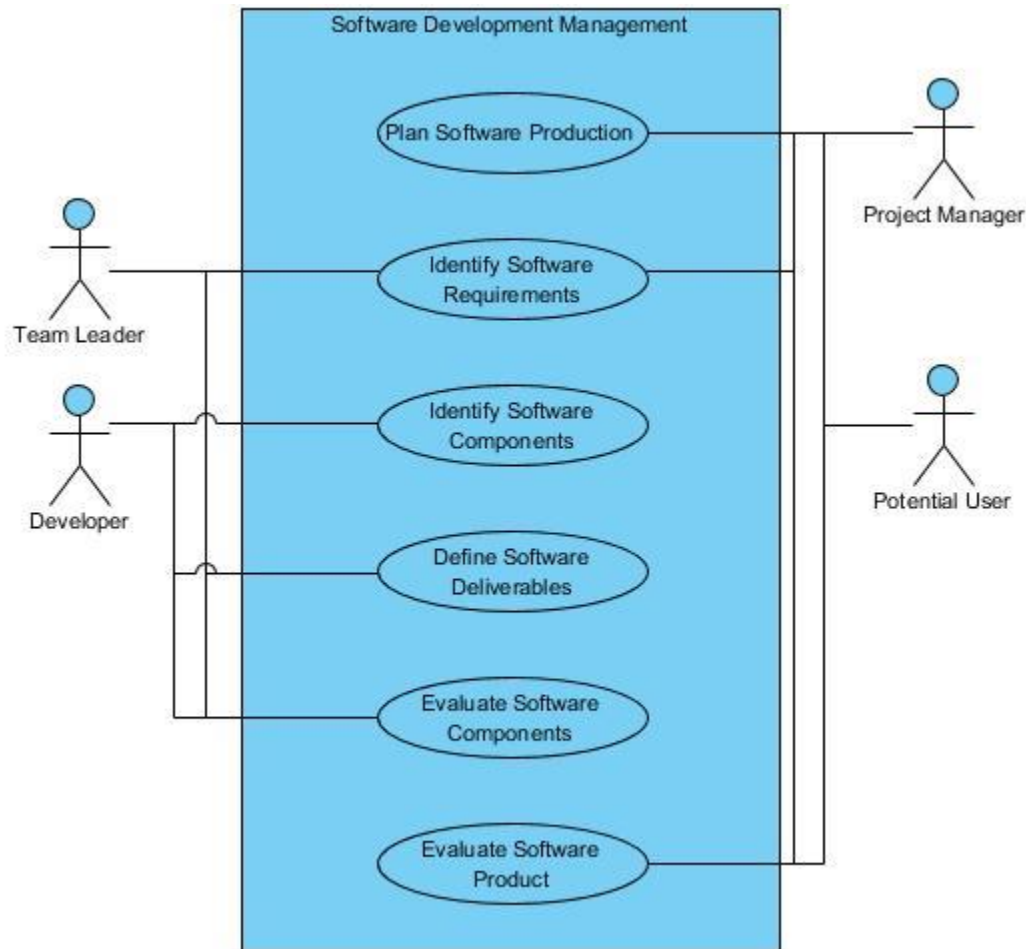 Software Development Management
Plan Software Production
Project Manager
Identify Software
Requirements
Team Leader
Identify Software
Components
Developer
Potential User
Define Software
Deliverables
Evaluate Software
Components
Evaluate Software
Product